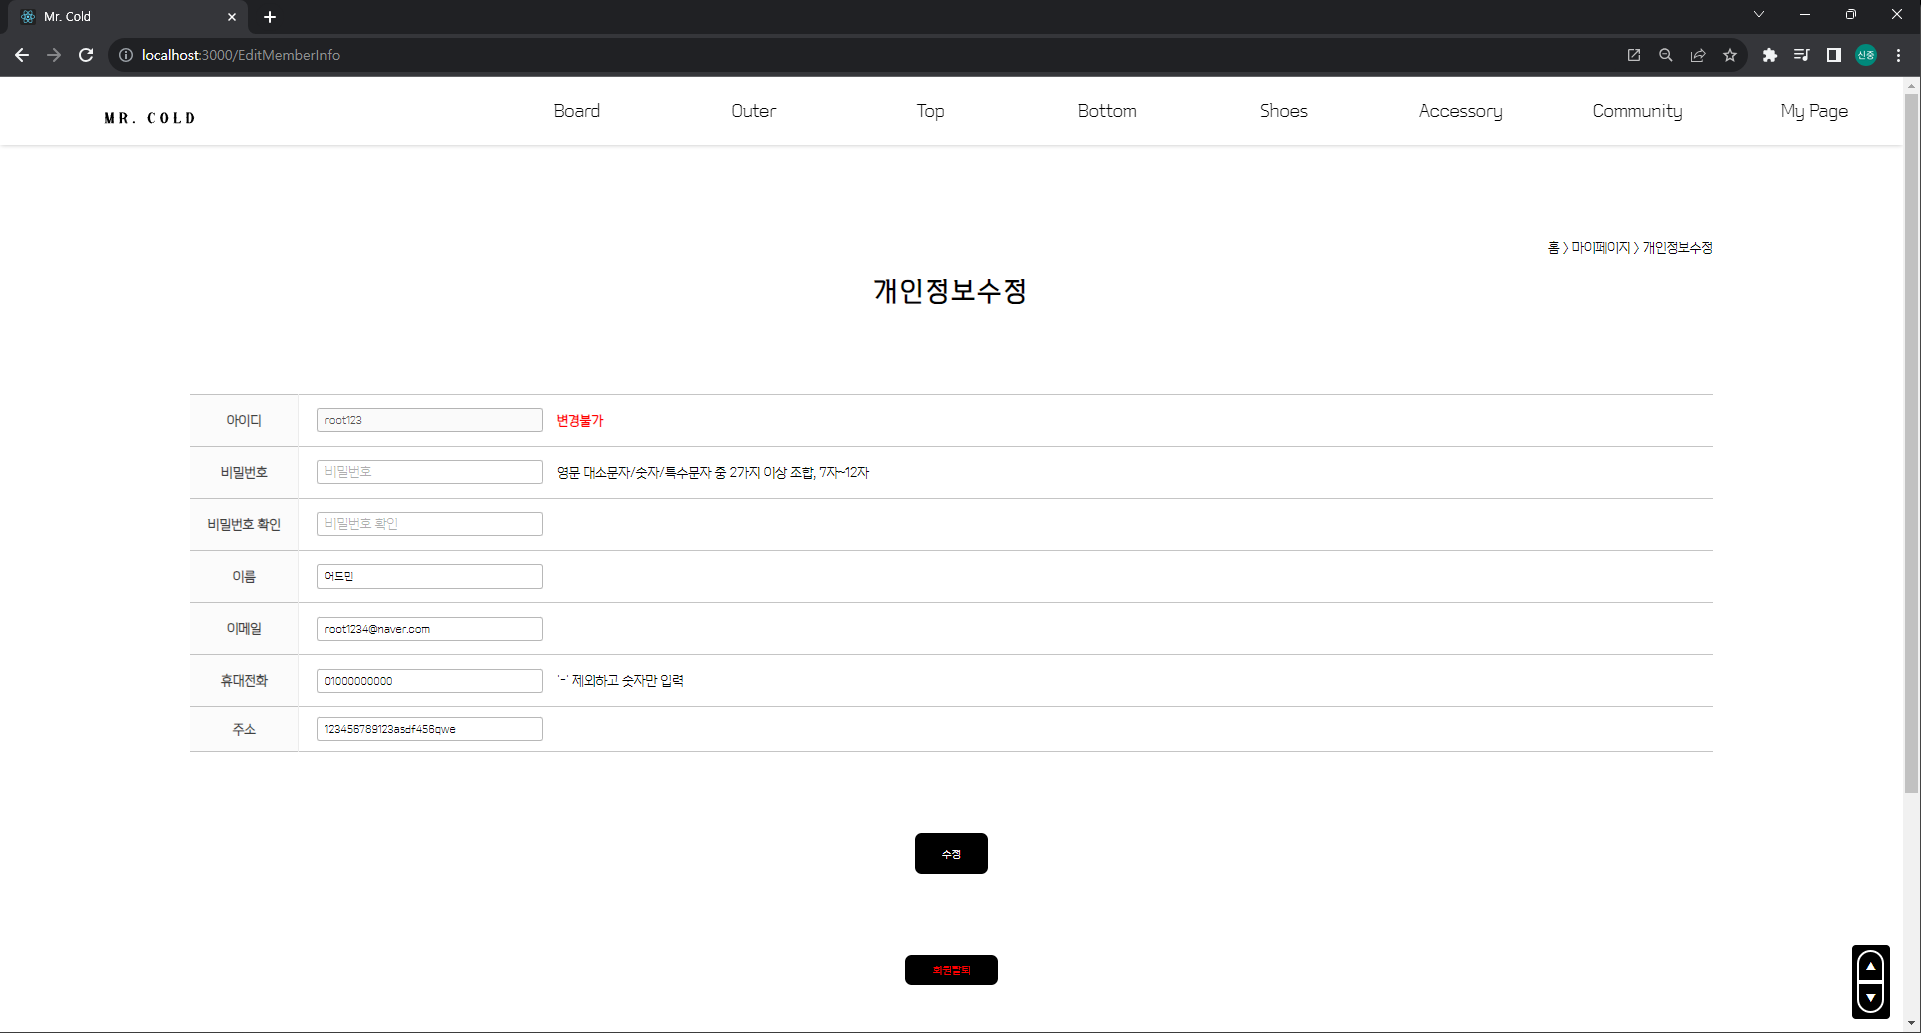 Mr. Cold
localhost:3000/EditMemberInfo
신중
MR. COLD
Board Outer Top Bottom Shoes Accessory Community My Page
홈 > 마이페이지 > 개인정보수정
개인정보수정
아이디 root123 변경불가
비밀번호 비밀번호 영문 대소문자/숫자/특수문자 중 2가지 이상 조합, 7자~12자
비밀번호 확인 비밀번호 확인
이름 어드민
이메일 root1234@naver.com
휴대전화 01000000000 '-' 제외하고 숫자만 입력
주소 123456789123asdf456qwe
수정
회원탈퇴